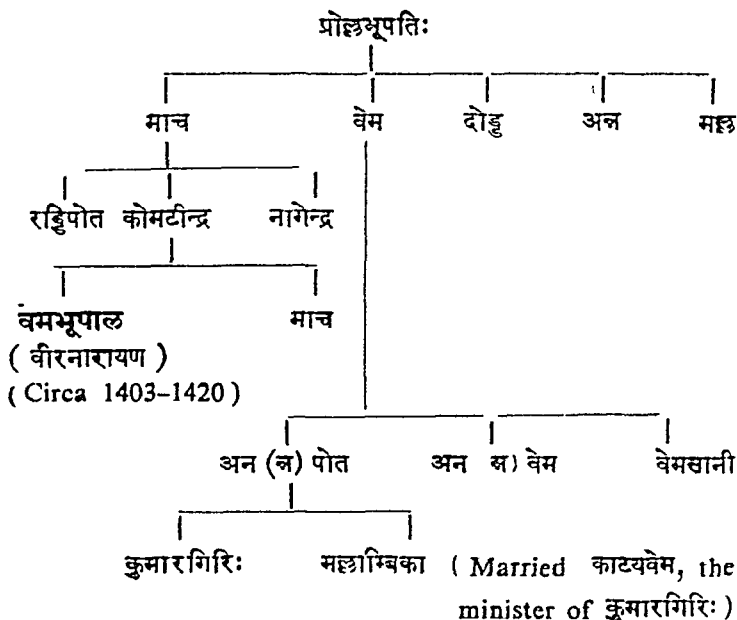 प्रोल्लभूपतिः
माच वेम दोड्ड अन्न मल्ल
रड्डिपोत कोमटीन्द्र नागेन्द्र
वेमभूपाल माच
( वीरनारायण )
( Circa 1403-1420 )
अन (न्न) पोत अन न्न) वेम वेमसानी
कुमारगिरिः मल्लाम्बिका ( Married काटयवेम, the
minister of कुमारगिरिः )